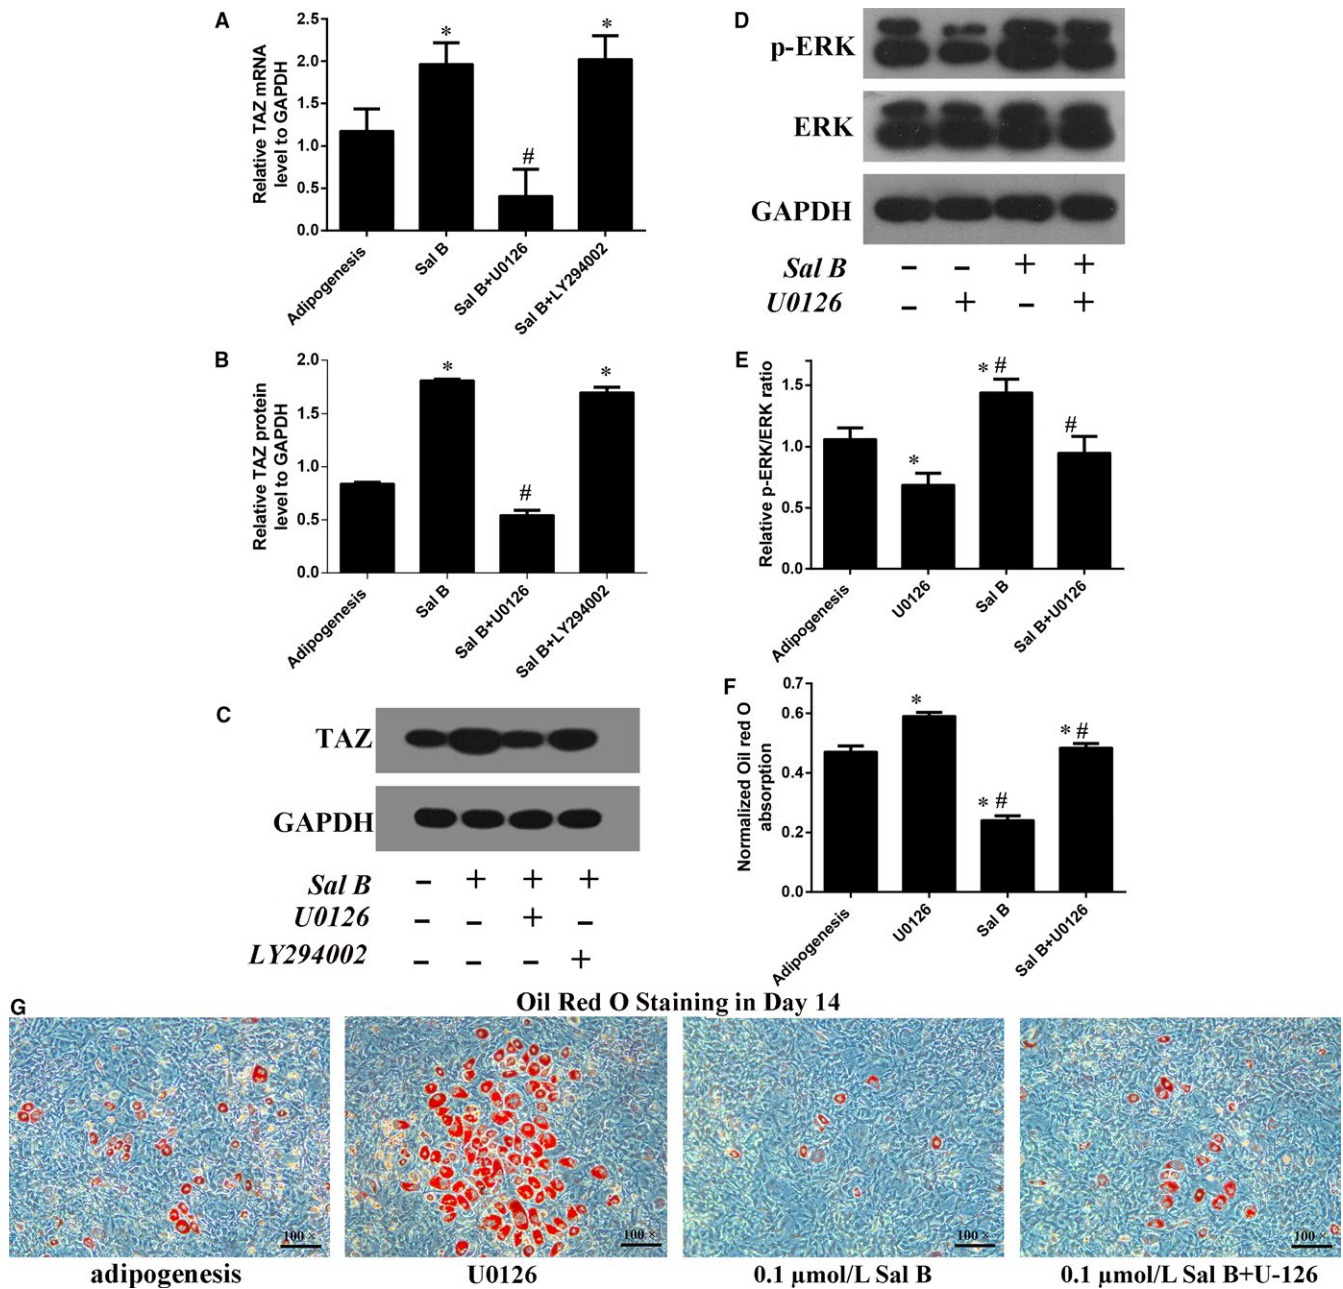 A
Relative TAZ mRNA
level to GAPDH
2.5
2.0
1.5
1.0
0.5
0.0
*
#
*
Adipogenesis
Sal B
Sal B+U0126
Sal B+LY294002
B
Relative TAZ protein
level to GAPDH
2.0
1.5
1.0
0.5
0.0
*
#
*
Adipogenesis
Sal B
Sal B+U0126
Sal B+LY294002
C
TAZ
GAPDH
Sal B – + + +
U0126 – – + –
LY294002 – – – +
D
p-ERK
ERK
GAPDH
Sal B – – + +
U0126 – + – +
E
Relative p-ERK/ERK ratio
1.5
1.0
0.5
0.0
*
* #
#
Adipogenesis
U0126
Sal B
Sal B+U0126
F
Normalized Oil red O
absorption
0.7
0.6
0.4
0.2
0.0
*
* #
* #
Adipogenesis
U0126
Sal B
Sal B+U0126
G
Oil Red O Staining in Day 14
100 ×
100 ×
100 ×
100 ×
adipogenesis
U0126
0.1 µmol/L Sal B
0.1 µmol/L Sal B+U-126